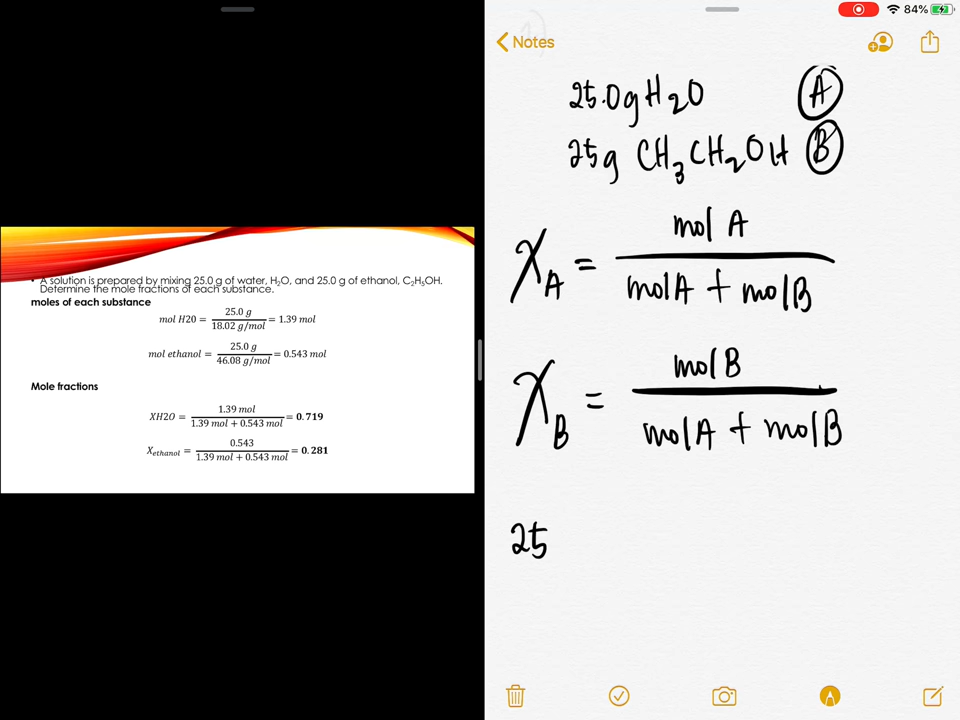 • A solution is prepared by mixing 25.0 g of water, H₂O, and 25.0 g of ethanol, C₂H₅OH.
Determine the mole fractions of each substance.
moles of each substance
mol H20 = 25.0 g / 18.02 g/mol = 1.39 mol
mol ethanol = 25.0 g / 46.08 g/mol = 0.543 mol
Mole fractions
XH2O = 1.39 mol / 1.39 mol + 0.543 mol = 0.719
Xethanol = 0.543 / 1.39 mol + 0.543 mol = 0.281
84%
Notes
25.0g H₂O A
25g CH₃CH₂OH B
X_A = mol A / mol A + mol B
X_B = mol B / mol A + mol B
25